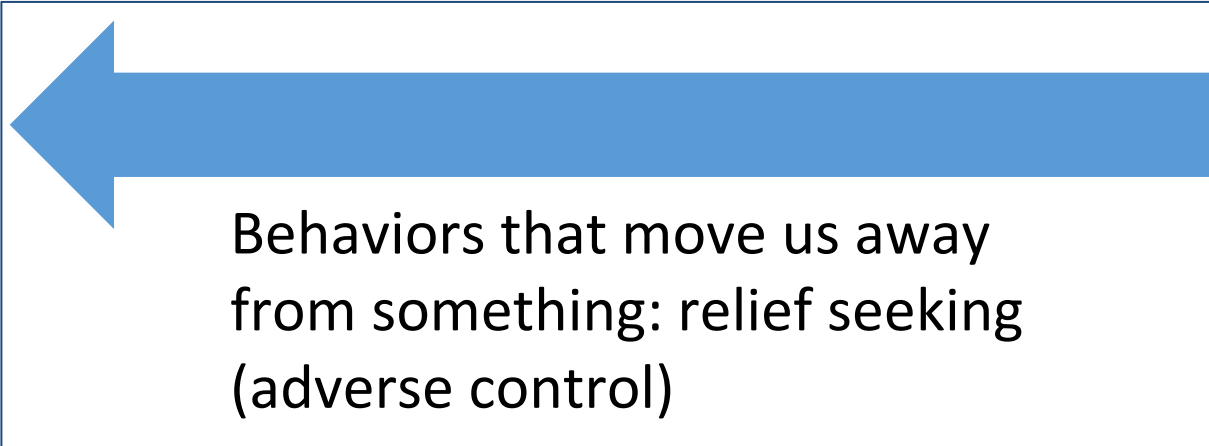 Behaviors that move us away
from something: relief seeking
(adverse control)